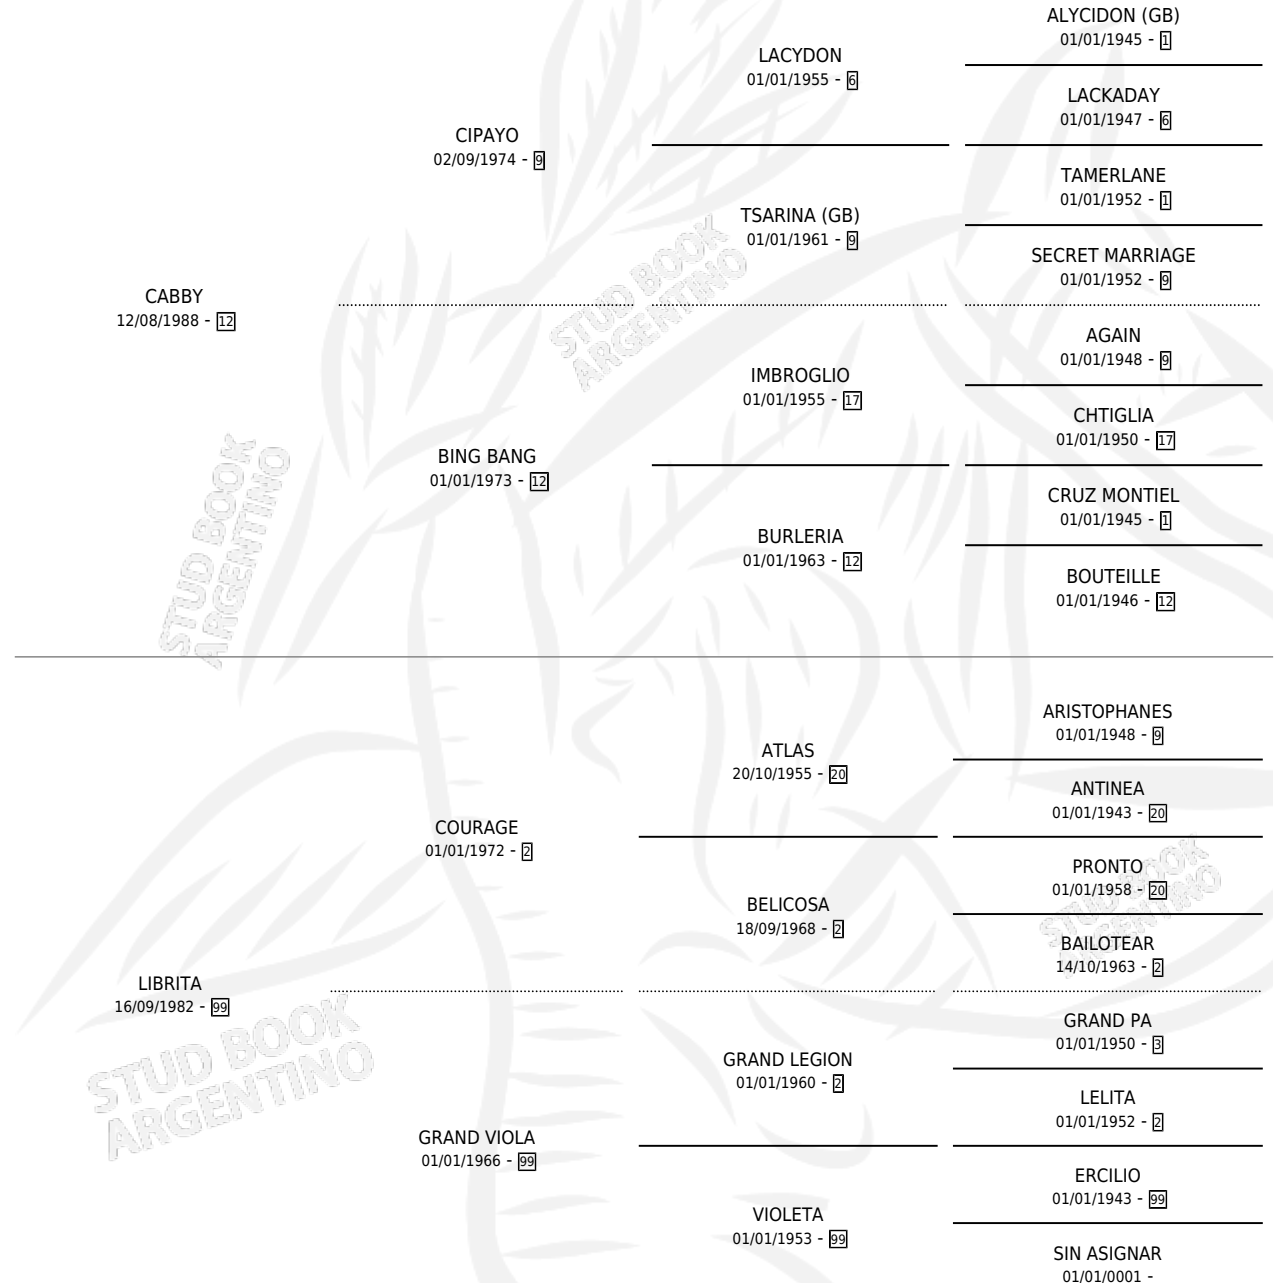 ALYCIDON (GB)
01/01/1945 - 1
LACYDON
01/01/1955 - 6
LACKADAY
01/01/1947 - 6
CIPAYO
02/09/1974 - 9
TAMERLANE
01/01/1952 - 1
TSARINA (GB)
01/01/1961 - 9
SECRET MARRIAGE
01/01/1952 - 9
CABBY
12/08/1988 - 12
STUD BOOK
ARGENTINO
AGAIN
01/01/1948 - 9
IMBROGLIO
01/01/1955 - 17
CHTIGLIA
01/01/1950 - 17
BING BANG
01/01/1973 - 12
CRUZ MONTIEL
01/01/1945 - 1
BURLERIA
01/01/1963 - 12
BOUTEILLE
01/01/1946 - 12
STUD BOOK
ARGENTINO
ARISTOPHANES
01/01/1948 - 9
ATLAS
20/10/1955 - 20
ANTINEA
01/01/1943 - 20
COURAGE
01/01/1972 - 2
PRONTO
01/01/1958 - 20
BELICOSA
18/09/1968 - 2
BAILOTEAR
14/10/1963 - 2
STUD BOOK
ARGENTINO
LIBRITA
16/09/1982 - 99
GRAND PA
01/01/1950 - 3
GRAND LEGION
01/01/1960 - 2
LELITA
01/01/1952 - 2
STUD BOOK
ARGENTINO
GRAND VIOLA
01/01/1966 - 99
ERCILIO
01/01/1943 - 99
VIOLETA
01/01/1953 - 99
SIN ASIGNAR
01/01/0001 -